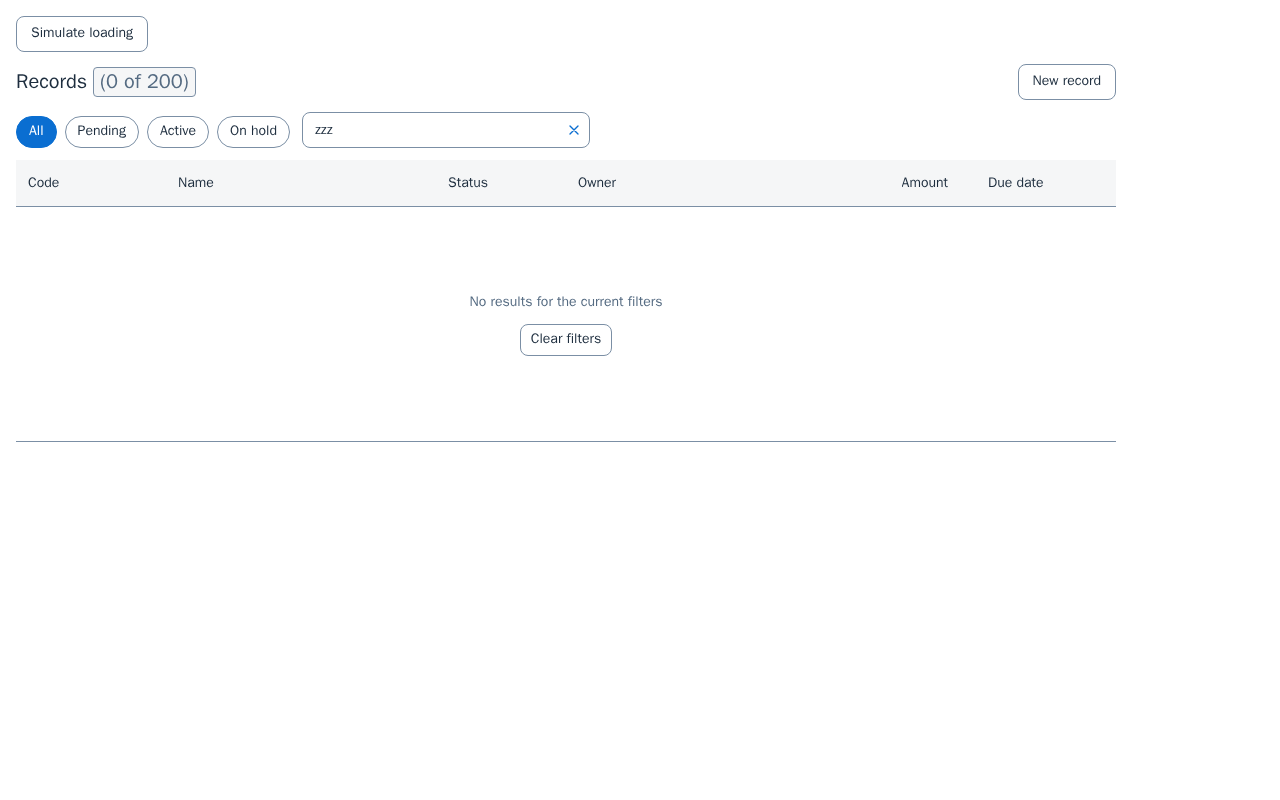 Simulate loading
Records (0 of 200) New record
All Pending Active On hold zzz
Code Name Status Owner Amount Due date
No results for the current filters
Clear filters